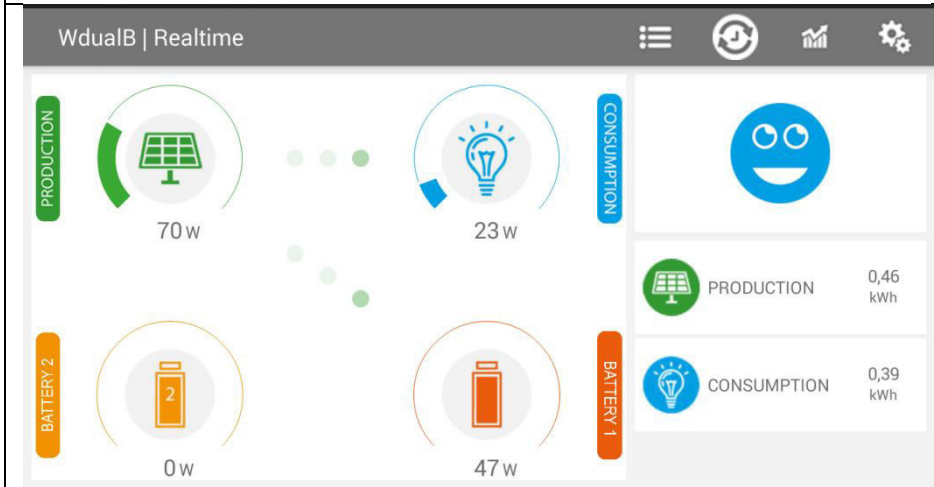 WdualB | Realtime
PRODUCTION
CONSUMPTION
70 W
23 W
PRODUCTION
0,46
kWh
BATTERY 2
BATTERY 1
2
CONSUMPTION
0,39
kWh
0 W
47 W